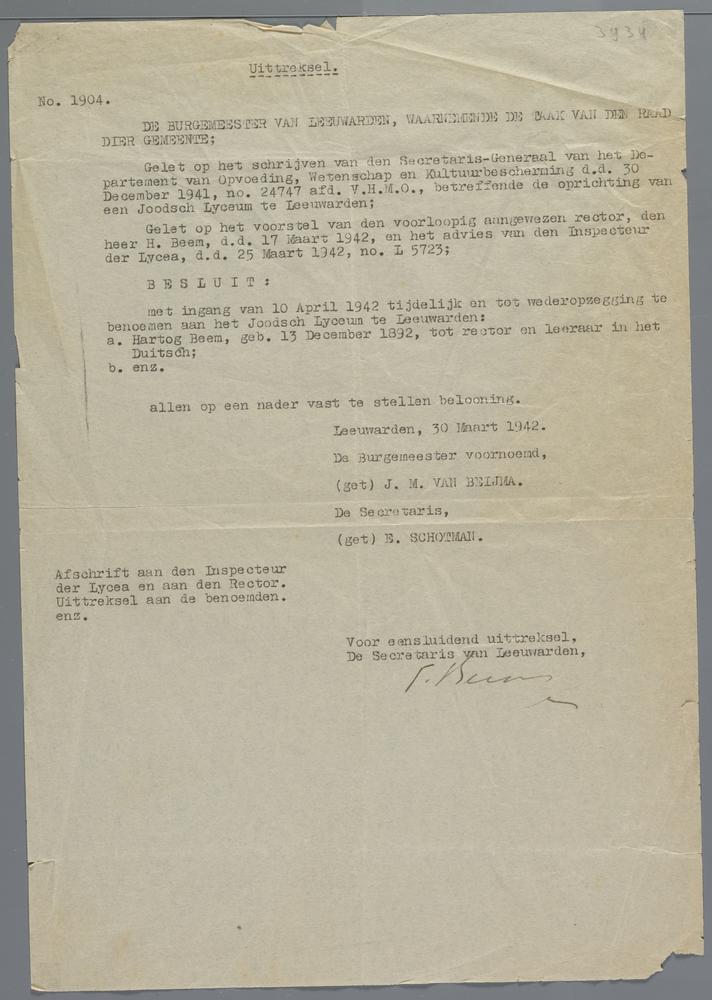 3434
Uittreksel.
No. 1904.
DE BURGEMEESTER VAN LEEUWARDEN, WAARNEMENDE DE TAAK VAN DEN RAAD
DIER GEMEENTE;
Gelet op het schrijven van den Secretaris-Generaal van het De-
partement van Opvoeding, Wetenschap en Kultuurbescherming d.d. 30
December 1941, no. 24747 afd. V.H.M.O., betreffende de oprichting van
een Joodsch Lyceum te Leeuwarden;
Gelet op het voorstel van den voorloopig aangewezen rector, den
heer H. Beem, d.d. 17 Maart 1942, en het advies van den Inspecteur
der Lycea, d.d. 25 Maart 1942, no. L 5723;
B E S L U I T :
met ingang van 10 April 1942 tijdelijk en tot wederopzegging te
benoemen aan het Joodsch Lyceum te Leeuwarden:
a. Hartog Beem, geb. 13 December 1892, tot rector en leeraar in het
Duitsch;
b. enz.
allen op een nader vast te stellen belooning.
Leeuwarden, 30 Maart 1942.
De Burgemeester voornoemd,
(get) J. M. VAN BEIJMA.
De Secretaris,
(get) E. SCHOTMAN.
Afschrift aan den Inspecteur
der Lycea en aan den Rector.
Uittreksel aan de benoemden.
enz.
Voor eensluidend uittreksel,
De Secretaris van Leeuwarden,